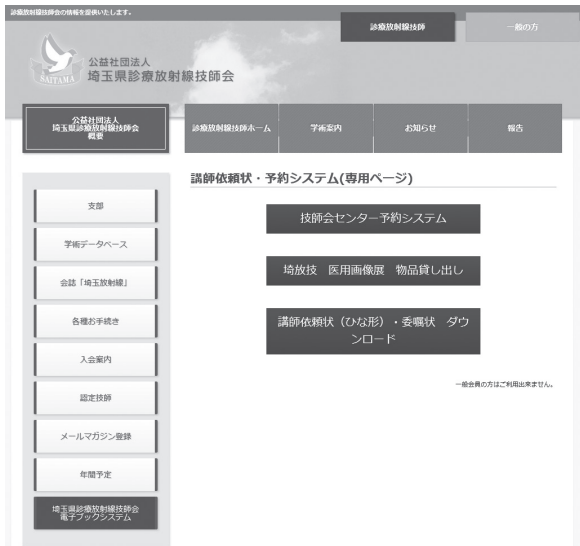 診療放射線技師会の情報を提供いたします。
診療放射線技師
一般の方
SAITAMA
公益社団法人
埼玉県診療放射線技師会
公益社団法人
埼玉県診療放射線技師会
概要
診療放射線技師ホーム
学術案内
お知らせ
報告
支部
学術データベース
会誌「埼玉放射線」
各種お手続き
入会案内
認定技師
メールマガジン登録
年間予定
埼玉県診療放射線技師会
電子ブックシステム
講師依頼状・予約システム(専用ページ)
技師会センター予約システム
埼放技 医用画像展 物品貸し出し
講師依頼状（ひな形）・委嘱状 ダウ
ンロード
一般会員の方はご利用出来ません。